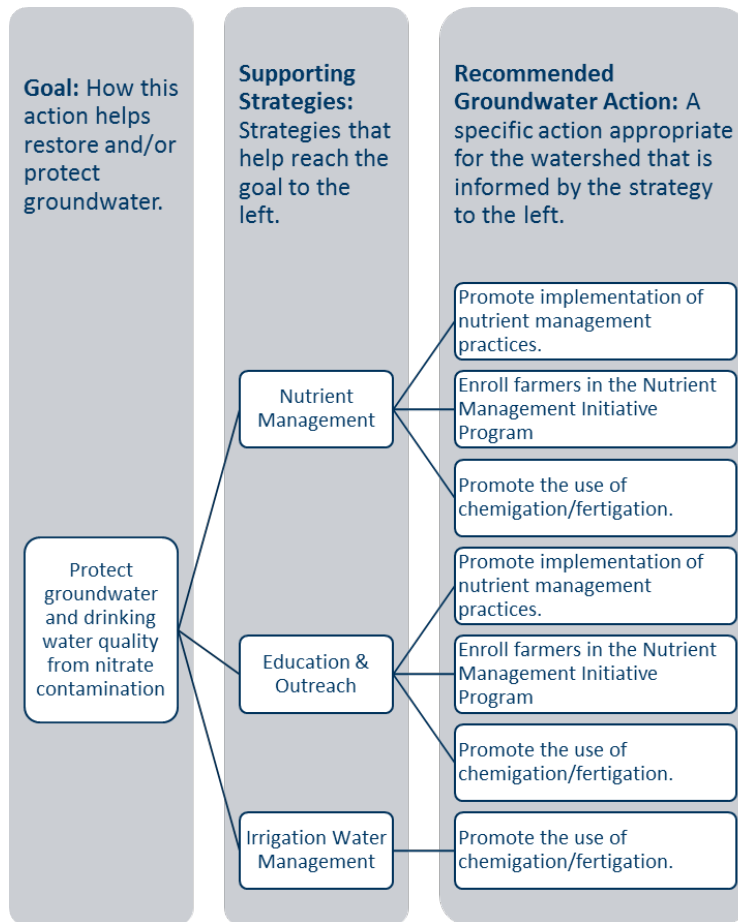 Goal: How this
action helps
restore and/or
protect
groundwater.
Supporting
Strategies:
Strategies that
help reach the
goal to the
left.
Recommended
Groundwater Action: A
specific action appropriate
for the watershed that is
informed by the strategy
to the left.
Protect
groundwater
and drinking
water quality
from nitrate
contamination
Nutrient
Management
Promote implementation of
nutrient management
practices.
Enroll farmers in the Nutrient
Management Initiative
Program
Promote the use of
chemigation/fertigation.
Education &
Outreach
Promote implementation of
nutrient management
practices.
Enroll farmers in the Nutrient
Management Initiative
Program
Promote the use of
chemigation/fertigation.
Irrigation Water
Management
Promote the use of
chemigation/fertigation.